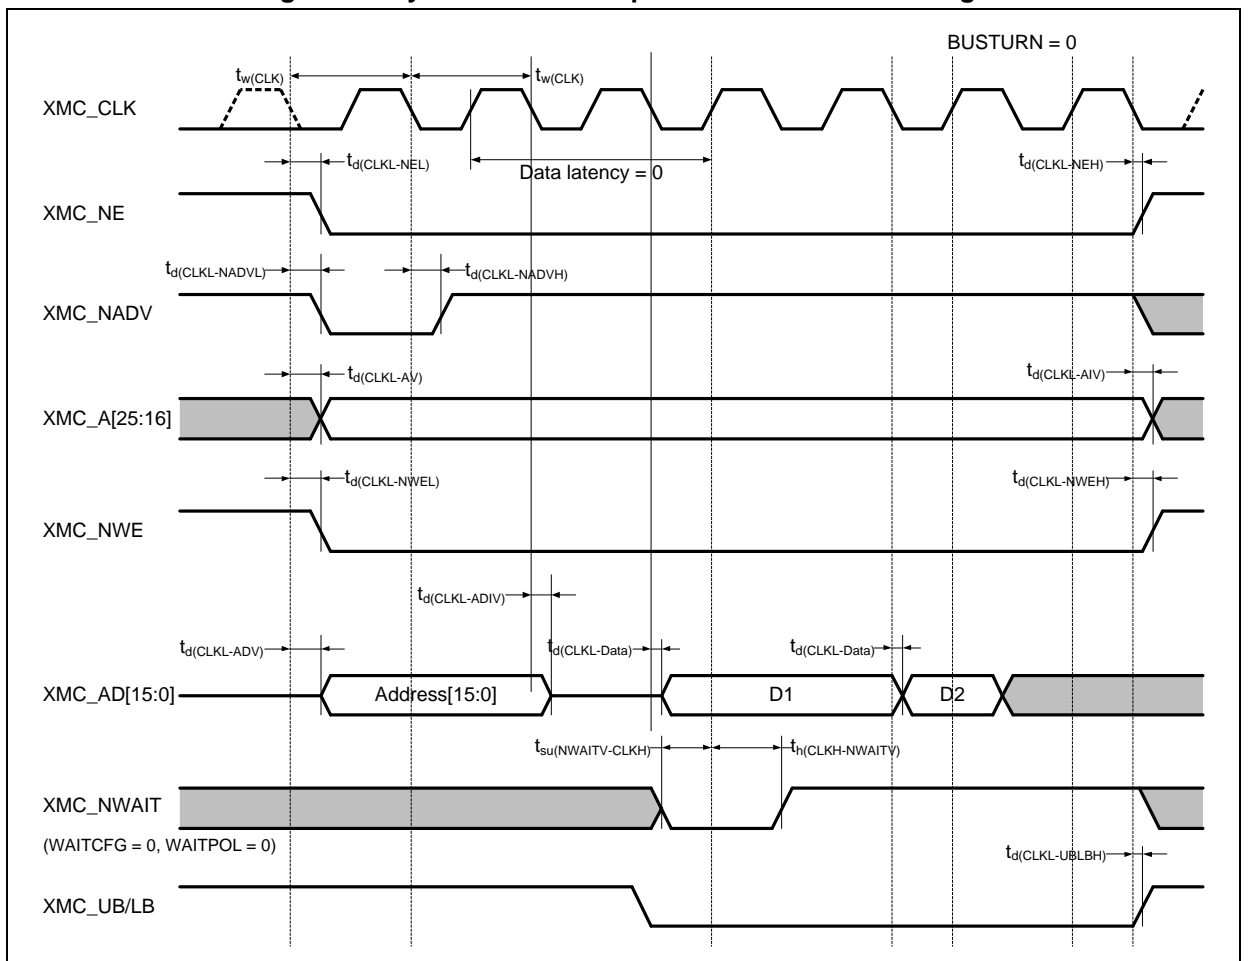 BUSTURN = 0
tw(CLK) tw(CLK)
XMC_CLK
td(CLKL-NEL) td(CLKL-NEH)
Data latency = 0
XMC_NE
td(CLKL-NADVL) td(CLKL-NADVH)
XMC_NADV
td(CLKL-AV) td(CLKL-AIV)
XMC_A[25:16]
td(CLKL-NWEL) td(CLKL-NWEH)
XMC_NWE
td(CLKL-ADIV)
td(CLKL-ADV) td(CLKL-Data) td(CLKL-Data)
XMC_AD[15:0] Address[15:0] D1 D2
tsu(NWAITV-CLKH) th(CLKH-NWAITV)
XMC_NWAIT
(WAITCFG = 0, WAITPOL = 0)
td(CLKL-UBLBH)
XMC_UB/LB